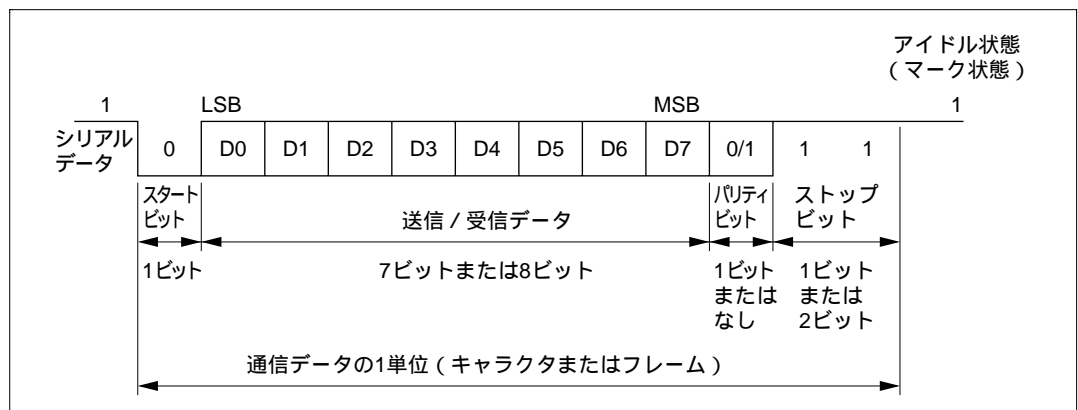 アイドル状態
（マーク状態）
1 LSB MSB 1
シリアル
データ
0 D0 D1 D2 D3 D4 D5 D6 D7 0/1 1 1
スタート
ビット
送信／受信データ
パリティ
ビット
ストップ
ビット
1ビット
7ビットまたは8ビット
1ビット
または
なし
1ビット
または
2ビット
通信データの1単位（キャラクタまたはフレーム）